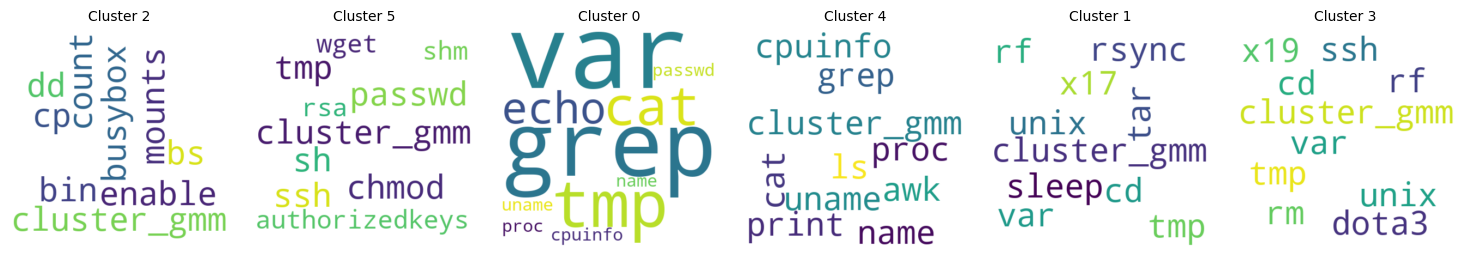 Cluster 2
count
dd
cp
busybox
mounts
bs
bin
enable
cluster_gmm
Cluster 5
wget
shm
tmp
passwd
rsa
cluster_gmm
sh
chmod
ssh
authorizedkeys
Cluster 0
var
passwd
echo
cat
grep
name
tmp
uname
proc
cpuinfo
Cluster 4
cpuinfo
grep
cluster_gmm
proc
ls
cat
uname
awk
print
name
Cluster 1
rf
rsync
x17
tar
unix
cluster_gmm
sleep
cd
var
tmp
Cluster 3
x19
ssh
cd
rf
cluster_gmm
var
tmp
unix
rm
dota3